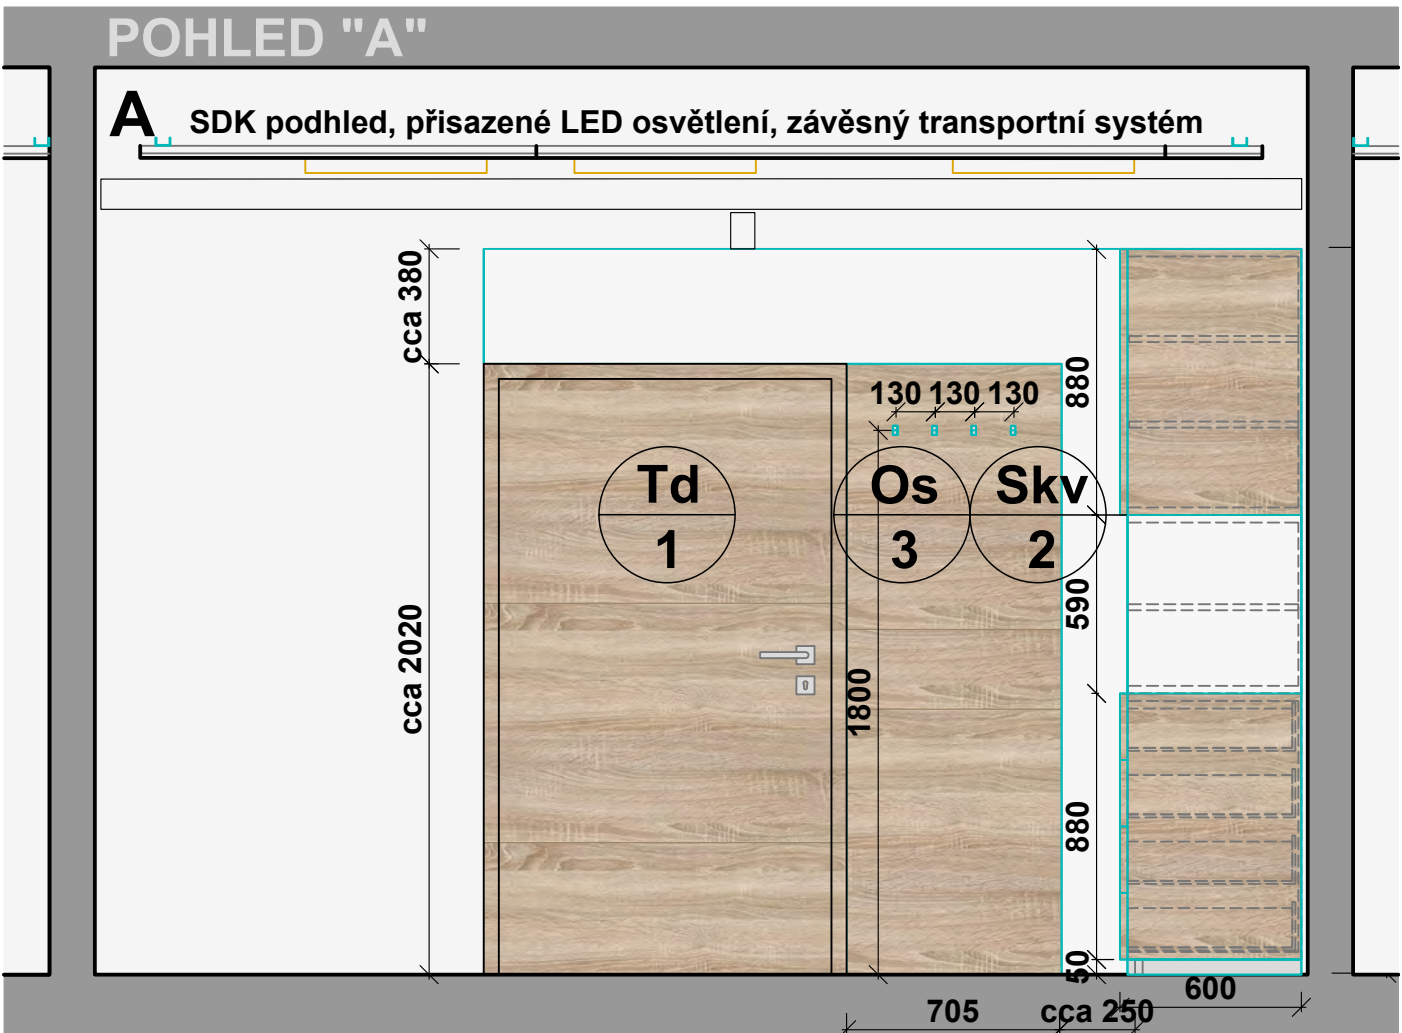 POHLED "A"
A SDK podhled, přisazené LED osvětlení, závěsný transportní systém
cca 380
880
130 130 130
Td
1
Os
3
Skv
2
590
cca 2020
1800
880
50
705
cca 250
600